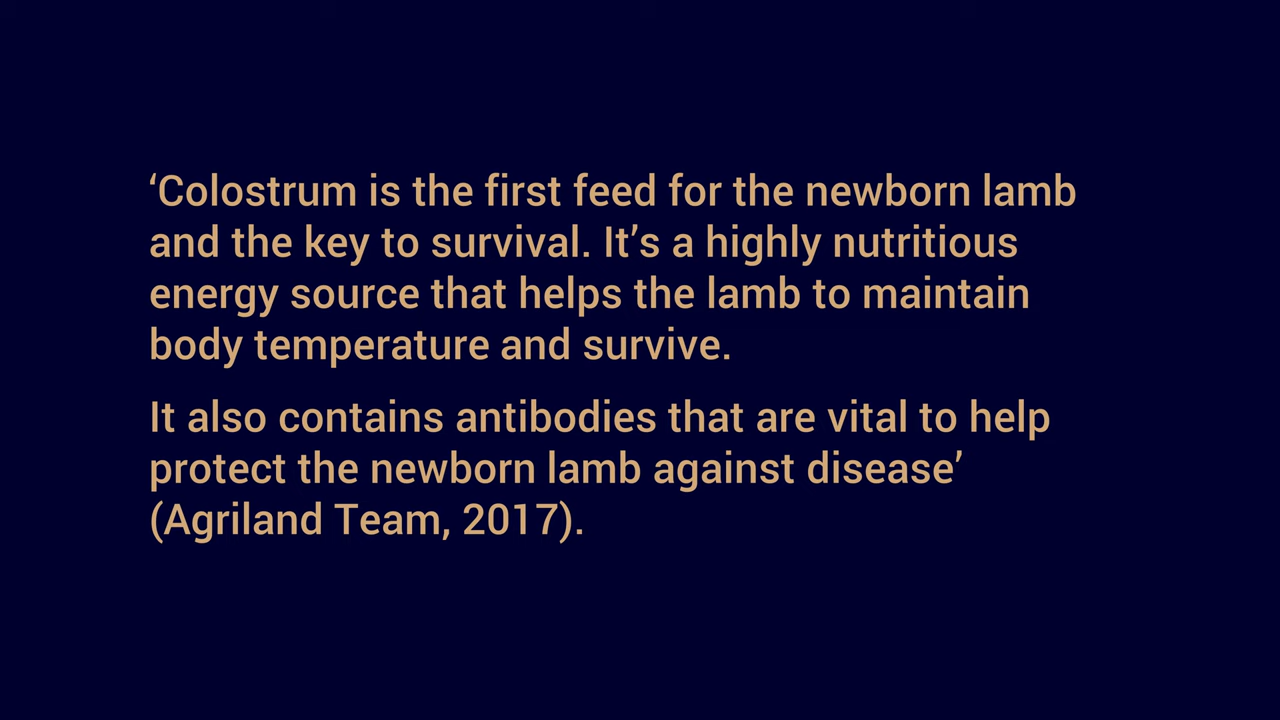 ‘Colostrum is the first feed for the newborn lamb
and the key to survival. It’s a highly nutritious
energy source that helps the lamb to maintain
body temperature and survive.
It also contains antibodies that are vital to help
protect the newborn lamb against disease’
(Agriland Team, 2017).